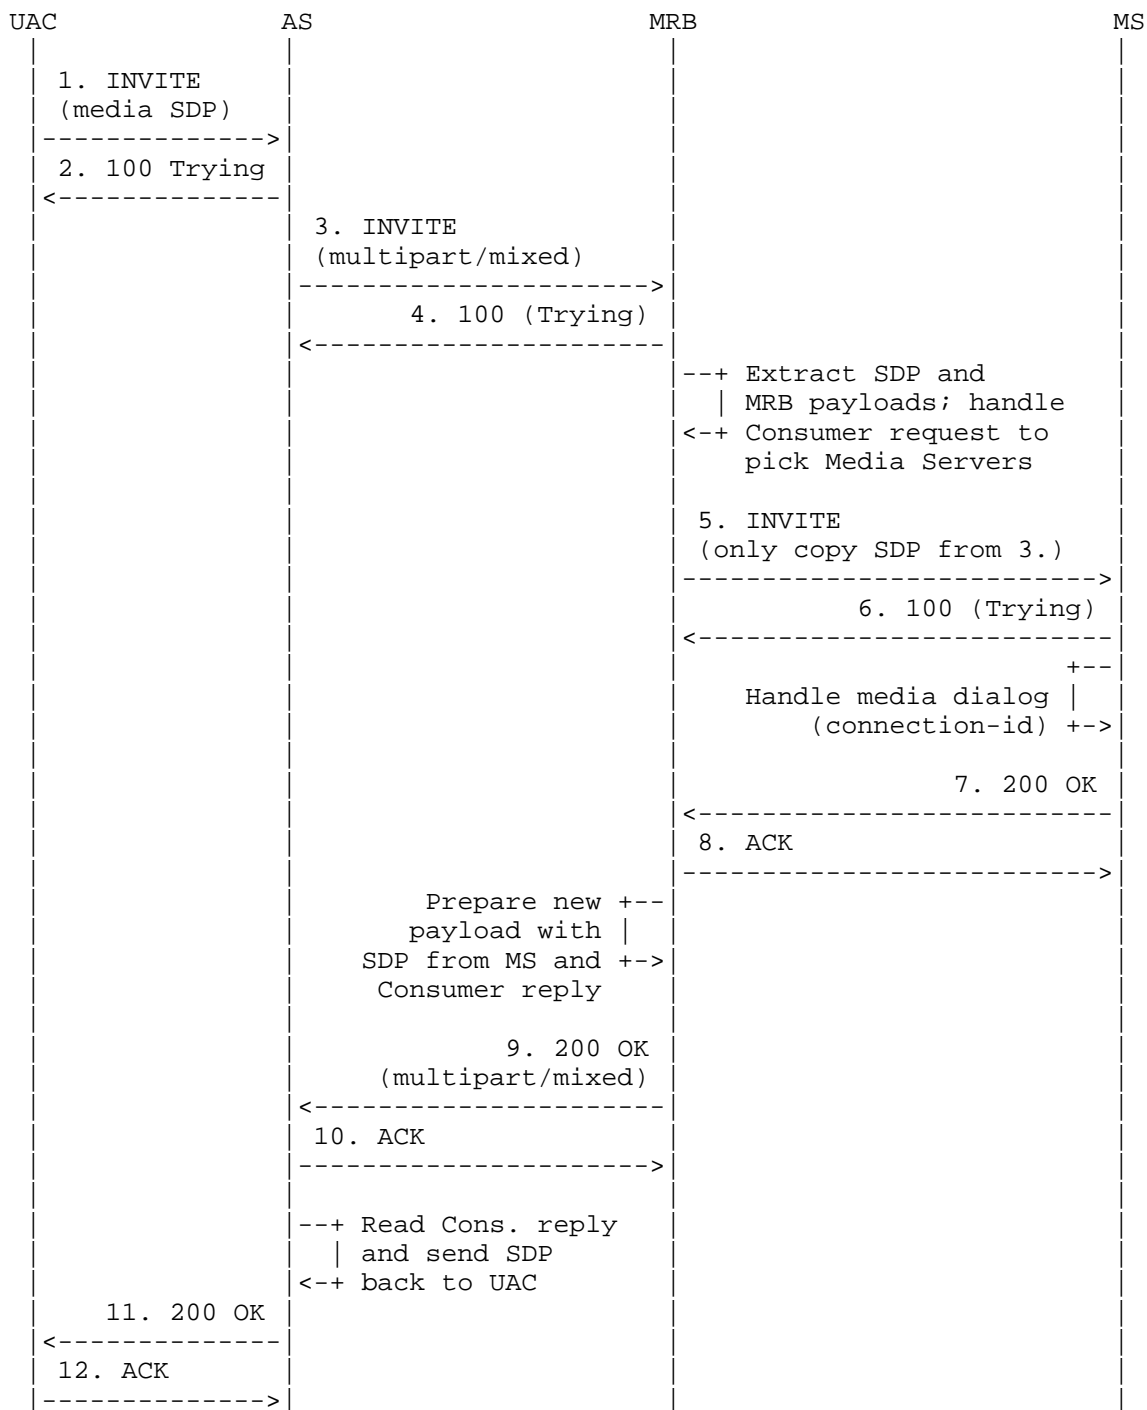 UAC AS MRB MS
1. INVITE
(media SDP)
2. 100 Trying
3. INVITE
(multipart/mixed)
4. 100 (Trying)
--+ Extract SDP and
| MRB payloads; handle
<-+ Consumer request to
pick Media Servers
5. INVITE
(only copy SDP from 3.)
6. 100 (Trying)
+--
Handle media dialog |
(connection-id) +->
7. 200 OK
8. ACK
Prepare new +--
payload with |
SDP from MS and +->
Consumer reply
9. 200 OK
(multipart/mixed)
10. ACK
--+ Read Cons. reply
| and send SDP
<-+ back to UAC
11. 200 OK
12. ACK